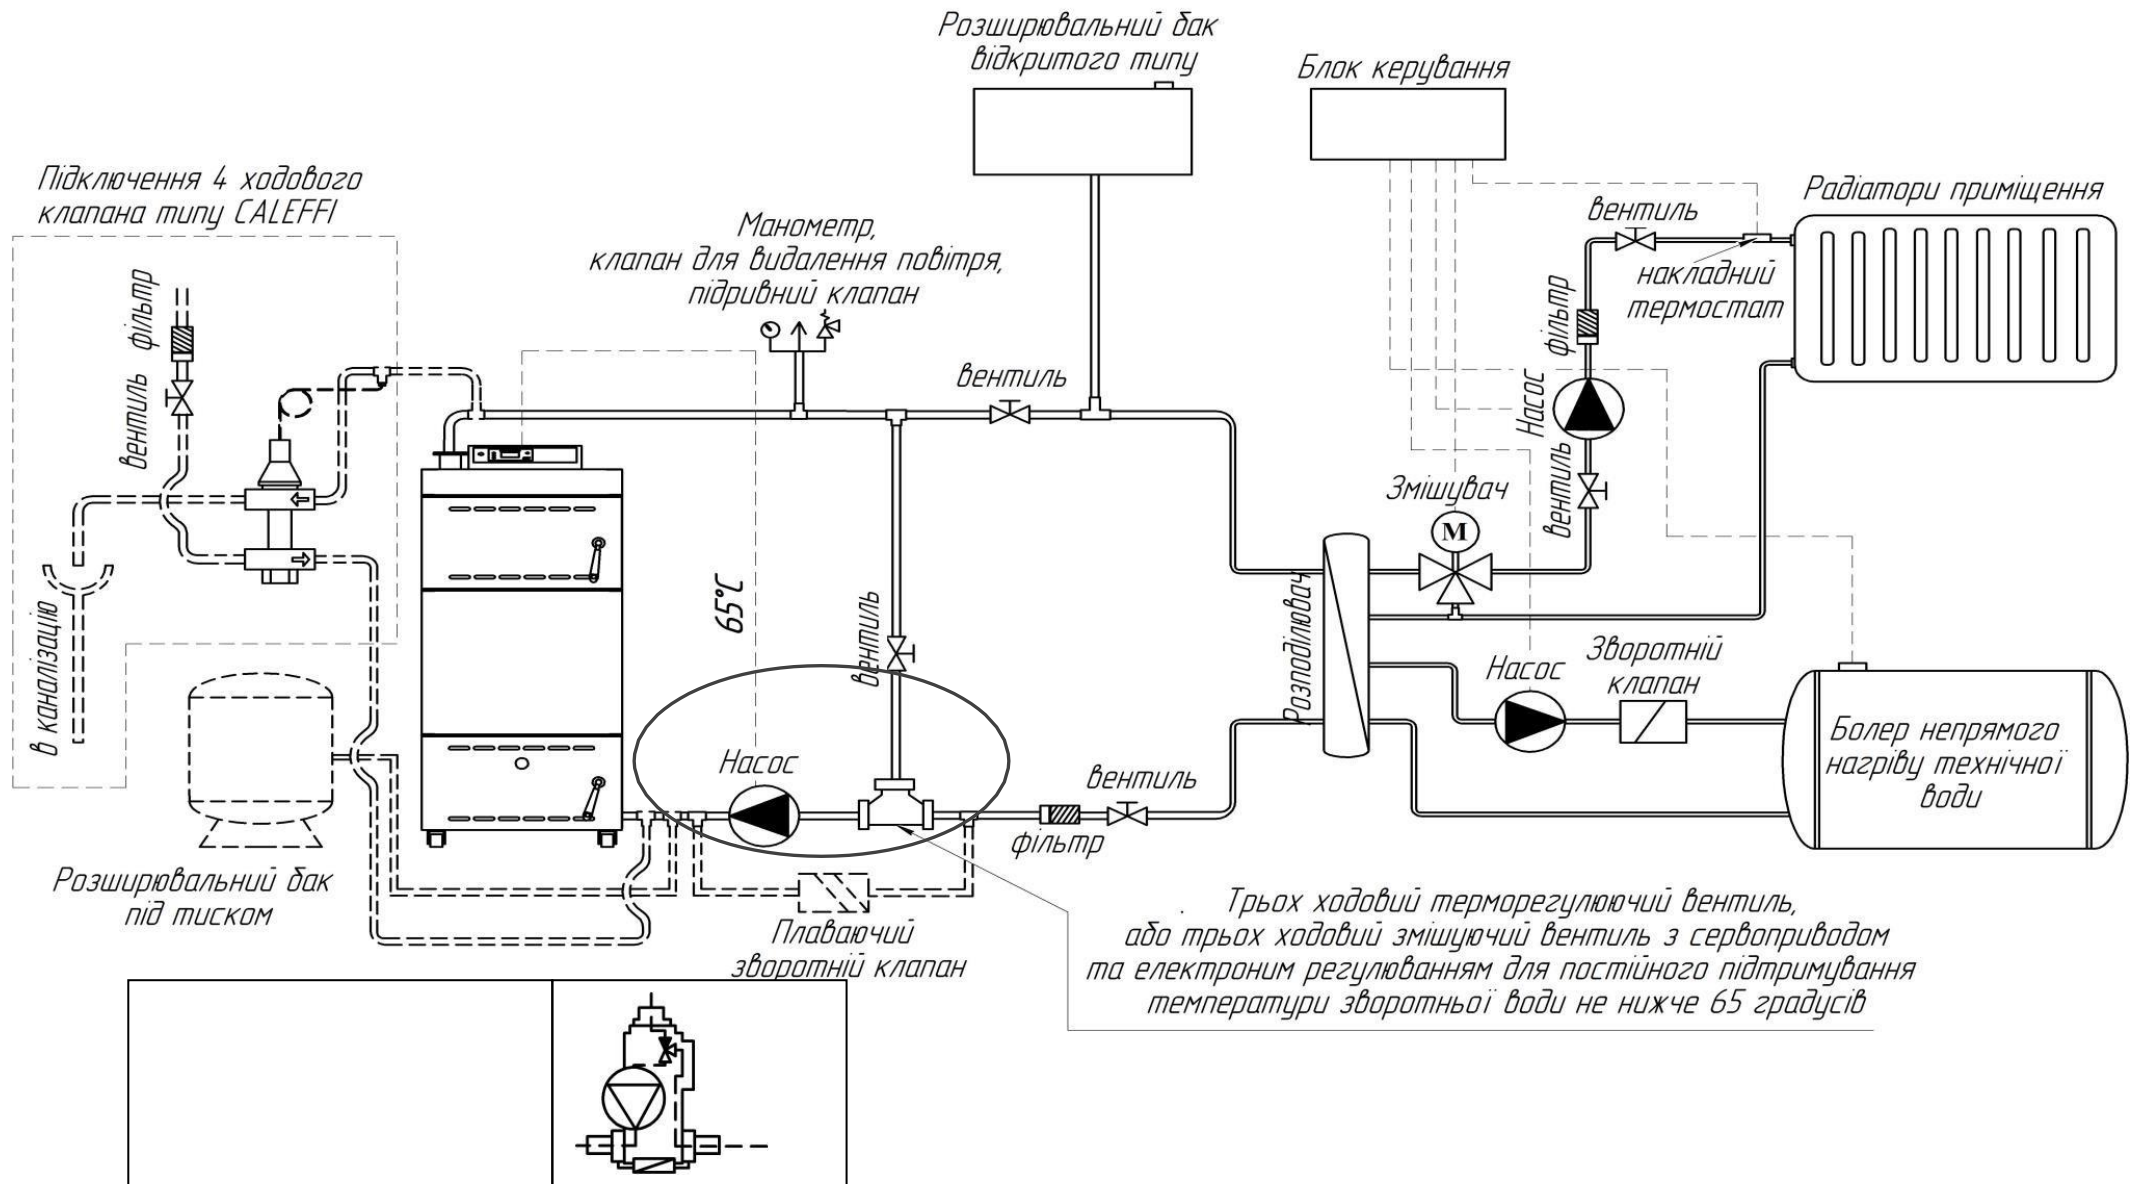 Розширювальний бак
відкритого типу
Блок керування
Підключення 4 ходового
клапана типу CALEFFI
Манометр,
клапан для видалення повітря,
підривний клапан
Радіатори приміщення
вентиль
накладний
термостат
фільтр
Насос
вентиль
фільтр
вентиль
вентиль
Змішувач
М
65°C
вентиль
в каналізацію
Розподілювач
Насос
Зворотній
клапан
Болер непрямого
нагріву технічної
води
Насос
вентиль
фільтр
Розширювальний бак
під тиском
Плаваючий
зворотній клапан
Трьох ходовий терморегулюючий вентиль,
або трьох ходовий змішуючий вентиль з сервоприводом
та електроним регулюванням для постійного підтримування
температури зворотньої води не нижче 65 градусів